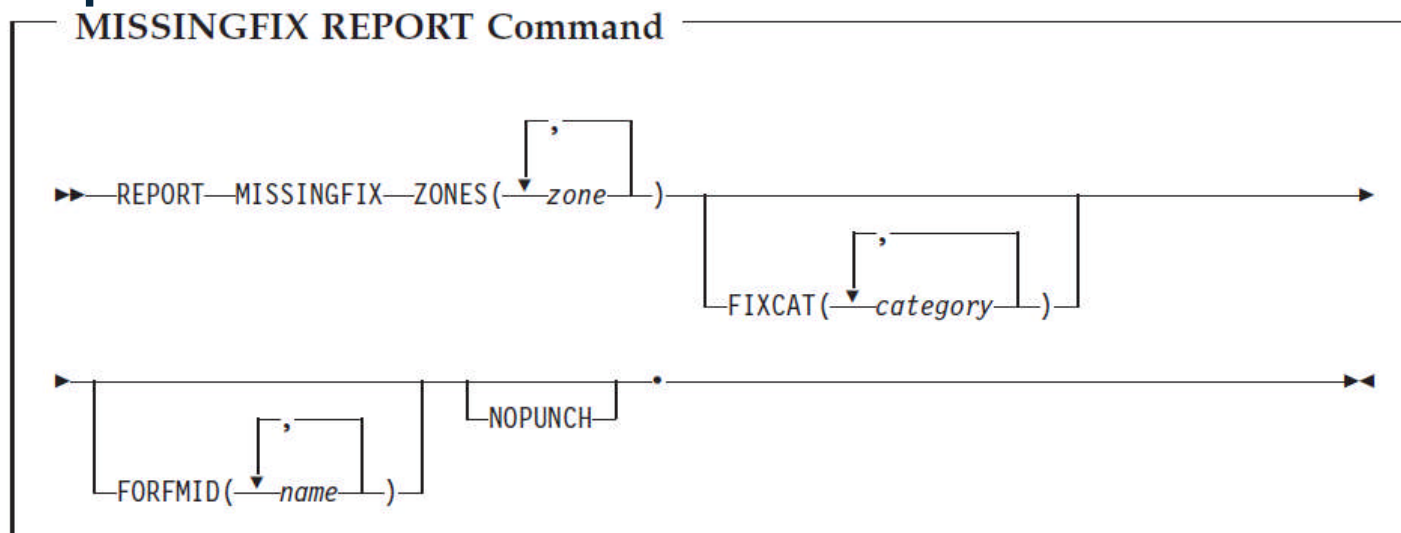 MISSINGFIX REPORT Command
,
REPORT MISSINGFIX ZONES( zone )
,
FIXCAT( category )
.
NOPUNCH
,
FORFMID( name )